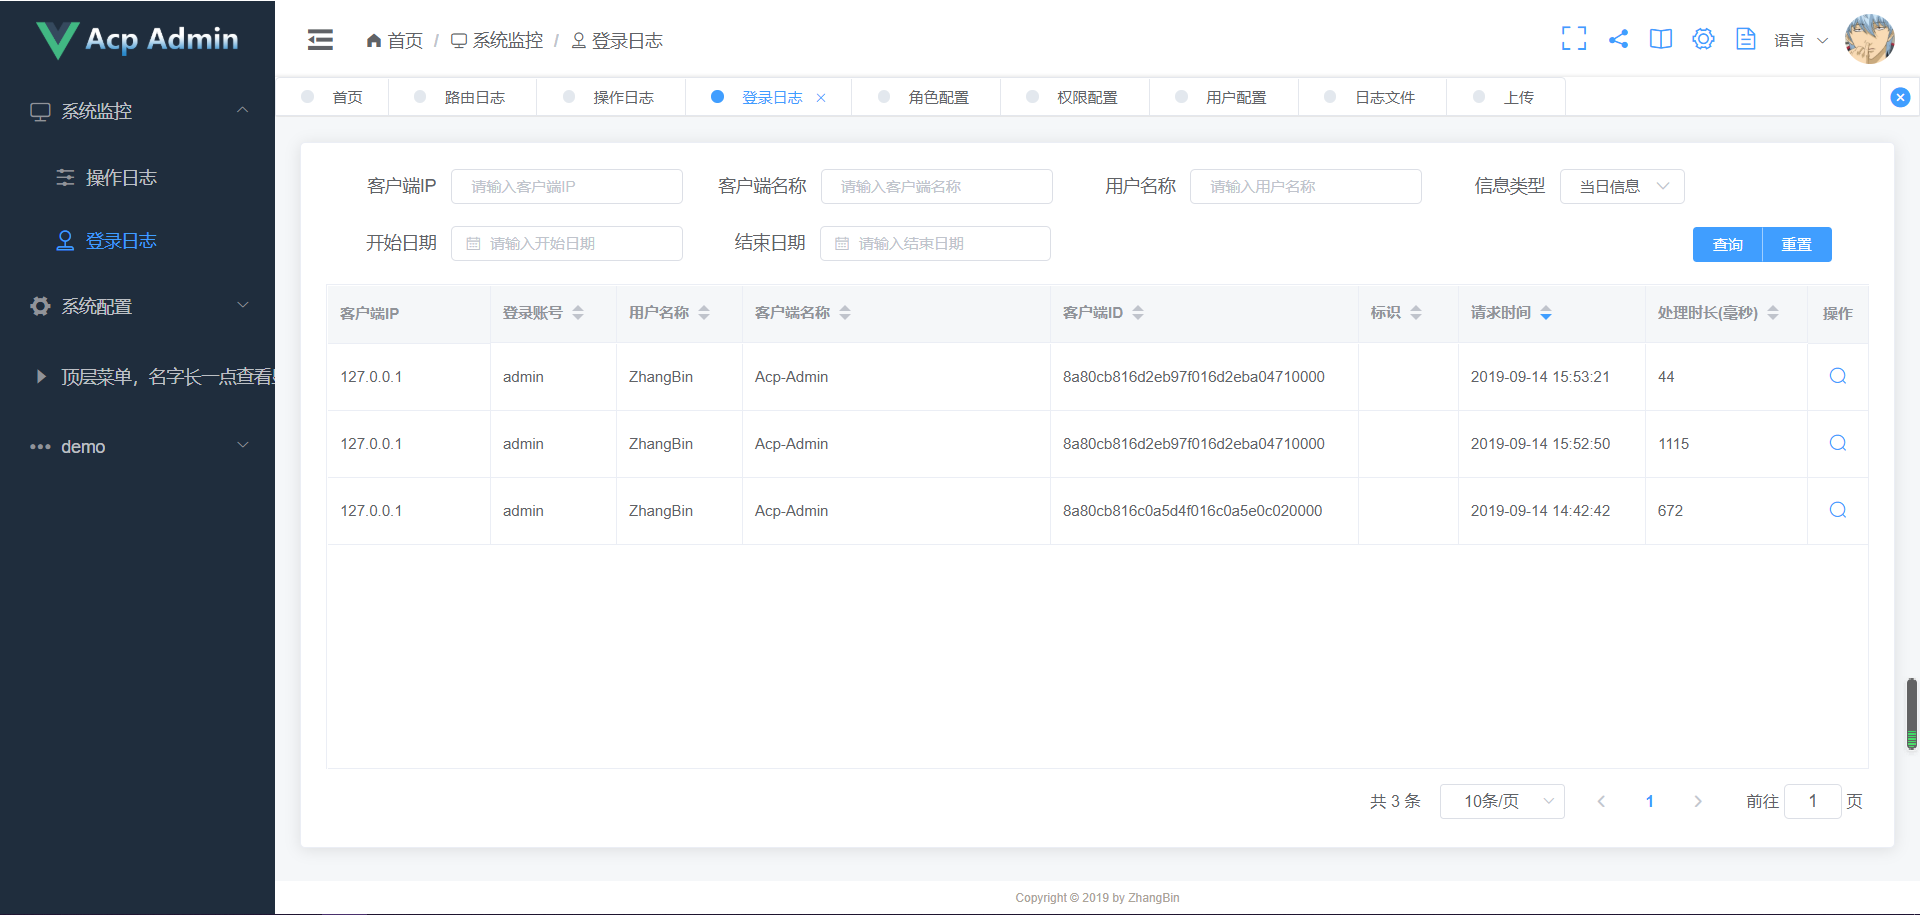 Acp Admin
首页 / 系统监控 / 登录日志
语言
系统监控
操作日志
登录日志
系统配置
顶层菜单，名字长一点查看
demo
首页 路由日志 操作日志 登录日志 角色配置 权限配置 用户配置 日志文件 上传
客户端IP 请输入客户端IP 客户端名称 请输入客户端名称 用户名称 请输入用户名称 信息类型 当日信息
开始日期 请输入开始日期 结束日期 请输入结束日期 查询 重置
客户端IP 登录账号 用户名称 客户端名称 客户端ID 标识 请求时间 处理时长(毫秒) 操作
127.0.0.1 admin ZhangBin Acp-Admin 8a80cb816d2eb97f016d2eba04710000 2019-09-14 15:53:21 44
127.0.0.1 admin ZhangBin Acp-Admin 8a80cb816d2eb97f016d2eba04710000 2019-09-14 15:52:50 1115
127.0.0.1 admin ZhangBin Acp-Admin 8a80cb816c0a5d4f016c0a5e0c020000 2019-09-14 14:42:42 672
共 3 条 10条/页 1 前往 1 页
Copyright © 2019 by ZhangBin